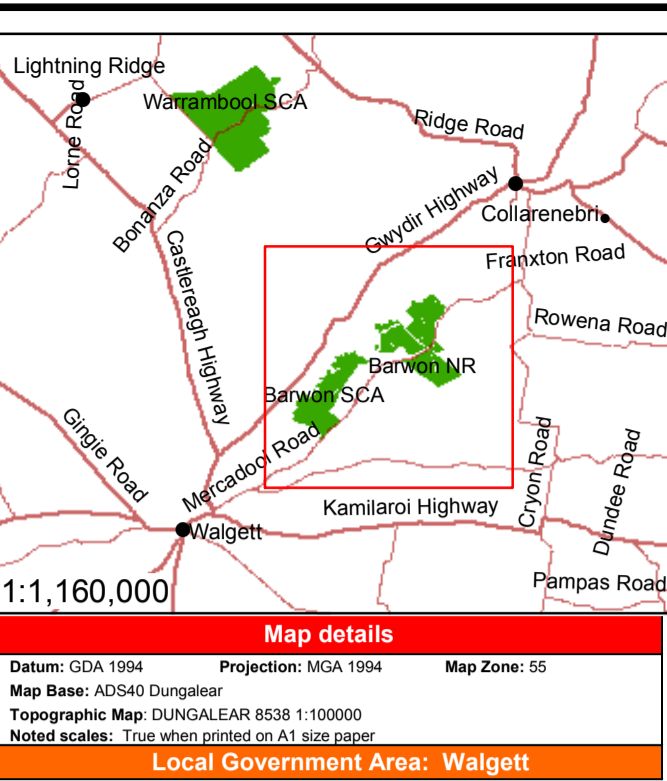 Lightning Ridge
Lorne Road
Warrambool SCA
Ridge Road
Bonanza Road
Gwydir Highway
Collarenebri
Castlereagh Highway
Franxton Road
Rowena Road
Barwon NR
Barwon SCA
Gingie Road
Mercadool Road
Cryon Road
Dundee Road
Kamilaroi Highway
Walgett
Pampas Road
1:1,160,000
Map details
Datum: GDA 1994 Projection: MGA 1994 Map Zone: 55
Map Base: ADS40 Dungalear
Topographic Map: DUNGALEAR 8538 1:100000
Noted scales: True when printed on A1 size paper
Local Government Area: Walgett